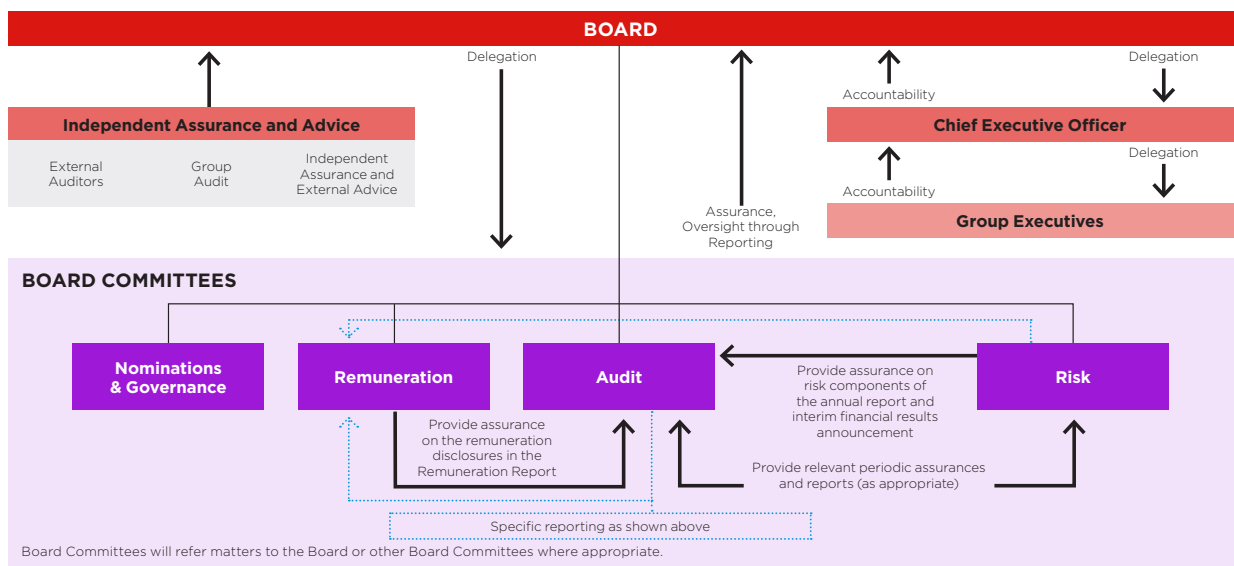 BOARD
Delegation
Accountability
Delegation
Independent Assurance and Advice
External
Auditors
Group
Audit
Independent
Assurance and
External Advice
Chief Executive Officer
Accountability
Delegation
Assurance,
Oversight through
Reporting
Group Executives
BOARD COMMITTEES
Nominations
& Governance
Remuneration
Audit
Risk
Provide assurance on
risk components of
the annual report and
interim financial results
announcement
Provide assurance
on the remuneration
disclosures in the
Remuneration Report
Provide relevant periodic assurances
and reports (as appropriate)
Specific reporting as shown above
Board Committees will refer matters to the Board or other Board Committees where appropriate.